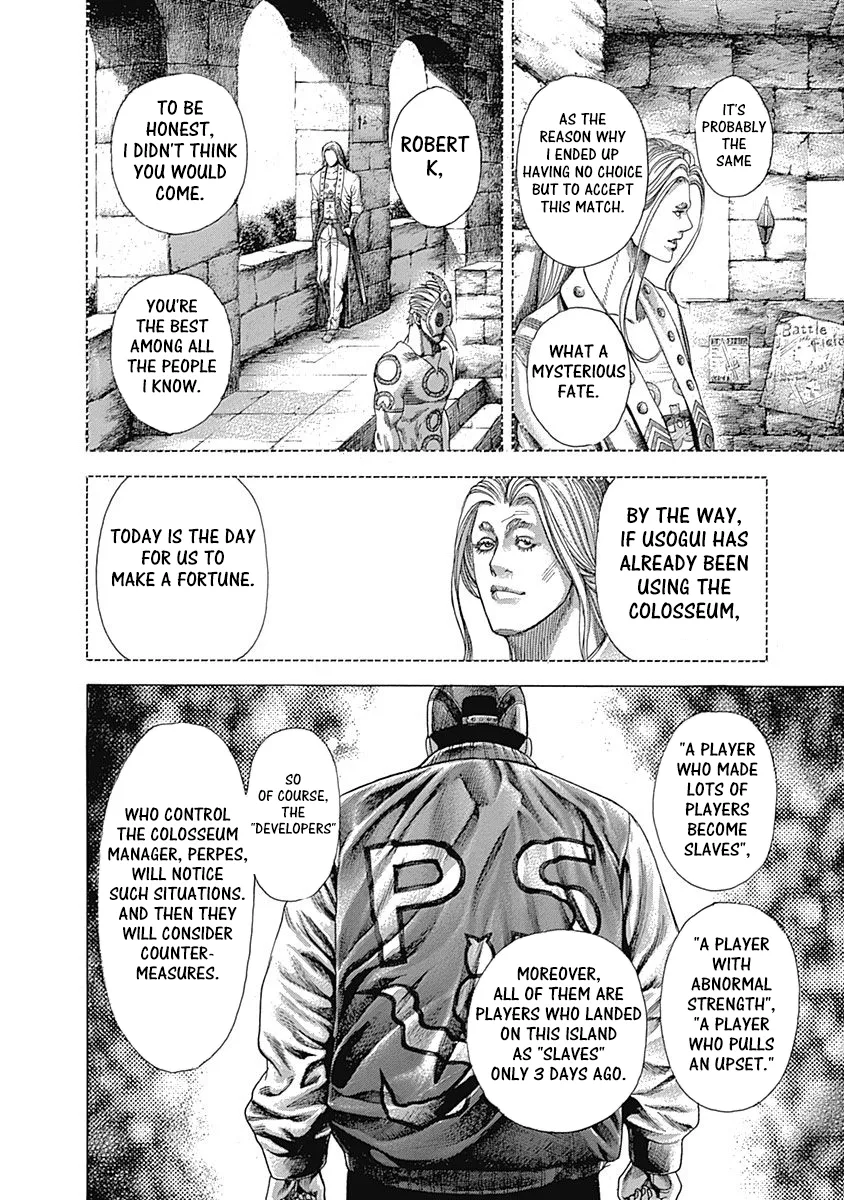 IT'S
PROBABLY
THE
SAME
AS THE
REASON WHY
I ENDED UP
HAVING NO CHOICE
BUT TO ACCEPT
THIS MATCH.
WHAT A
MYSTERIOUS
FATE.
Battle
Field
ROBERT
K,
TO BE
HONEST,
I DIDN'T THINK
YOU WOULD
COME.
YOU'RE
THE BEST
AMONG ALL
THE PEOPLE
I KNOW.
BY THE WAY,
IF USOGUI HAS
ALREADY BEEN
USING THE
COLOSSEUM,
TODAY IS THE DAY
FOR US TO
MAKE A FORTUNE.
"A PLAYER
WHO MADE
LOTS OF
PLAYERS
BECOME
SLAVES",
"A PLAYER
WITH
ABNORMAL
STRENGTH",
"A PLAYER
WHO PULLS
AN UPSET."
MOREOVER,
ALL OF THEM ARE
PLAYERS WHO LANDED
ON THIS ISLAND
AS "SLAVES"
ONLY 3 DAYS AGO.
P S
SO
OF COURSE,
THE
"DEVELOPERS"
WHO CONTROL
THE COLOSSEUM
MANAGER, PERPES,
WILL NOTICE
SUCH SITUATIONS.
AND THEN THEY
WILL CONSIDER
COUNTER-
MEASURES.